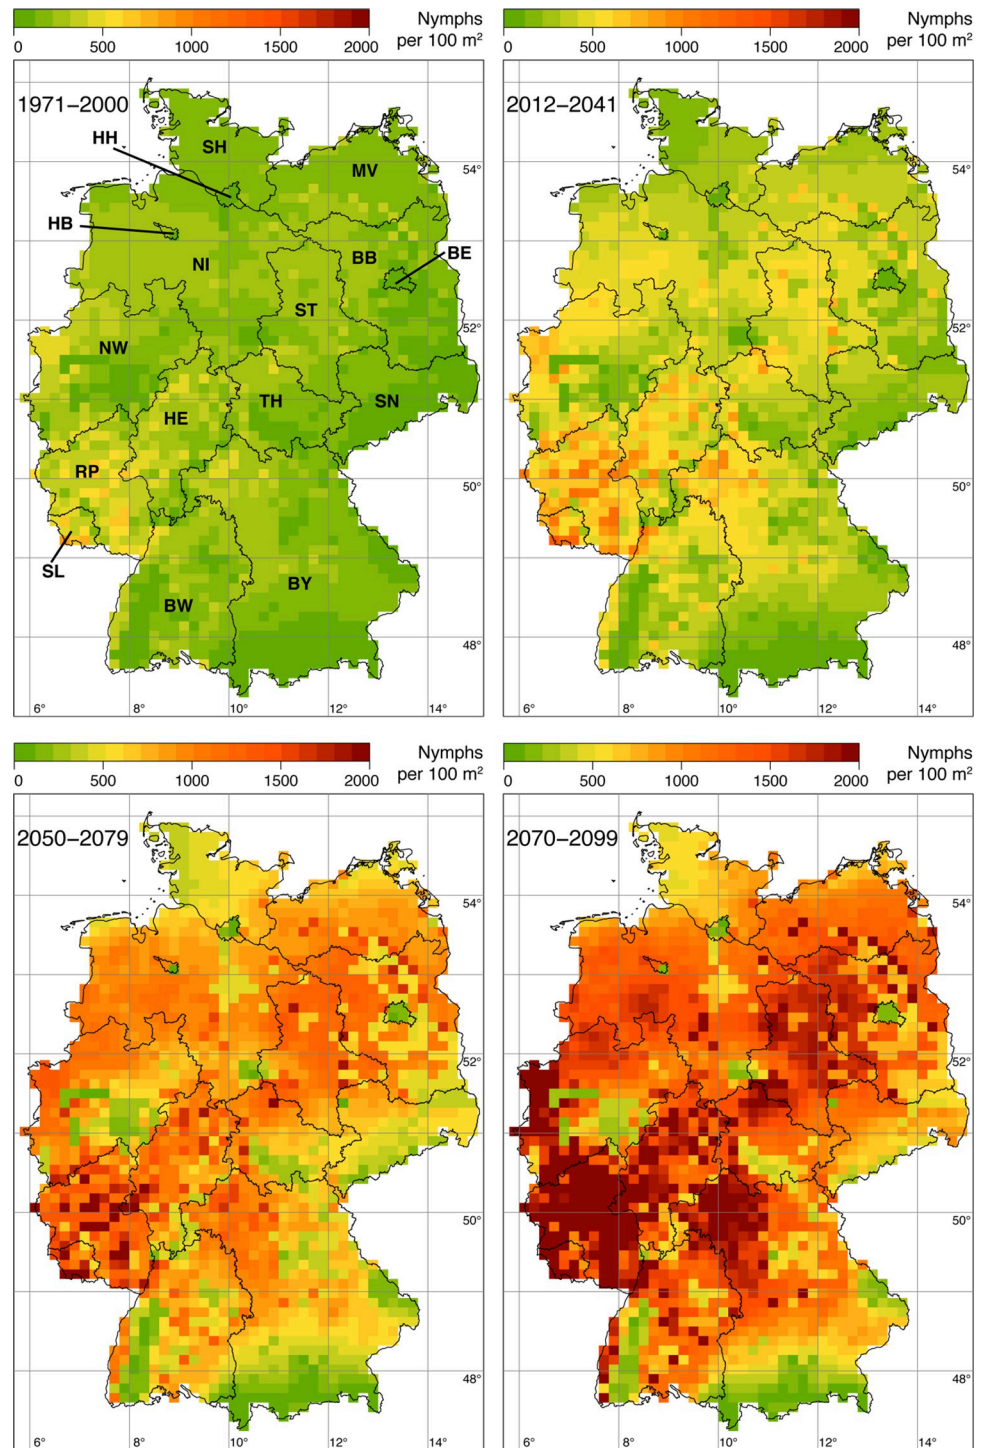 Nymphs
per 100 m²
0 500 1000 1500 2000
1971–2000
HH
SH
MV
HB
NI
BB
BE
ST
NW
TH
SN
HE
RP
SL
BY
BW
54°
52°
50°
48°
6° 8° 10° 12° 14°
Nymphs
per 100 m²
0 500 1000 1500 2000
2012–2041
54°
52°
50°
48°
6° 8° 10° 12° 14°
Nymphs
per 100 m²
0 500 1000 1500 2000
2050–2079
54°
52°
50°
48°
6° 8° 10° 12° 14°
Nymphs
per 100 m²
0 500 1000 1500 2000
2070–2099
54°
52°
50°
48°
6° 8° 10° 12° 14°